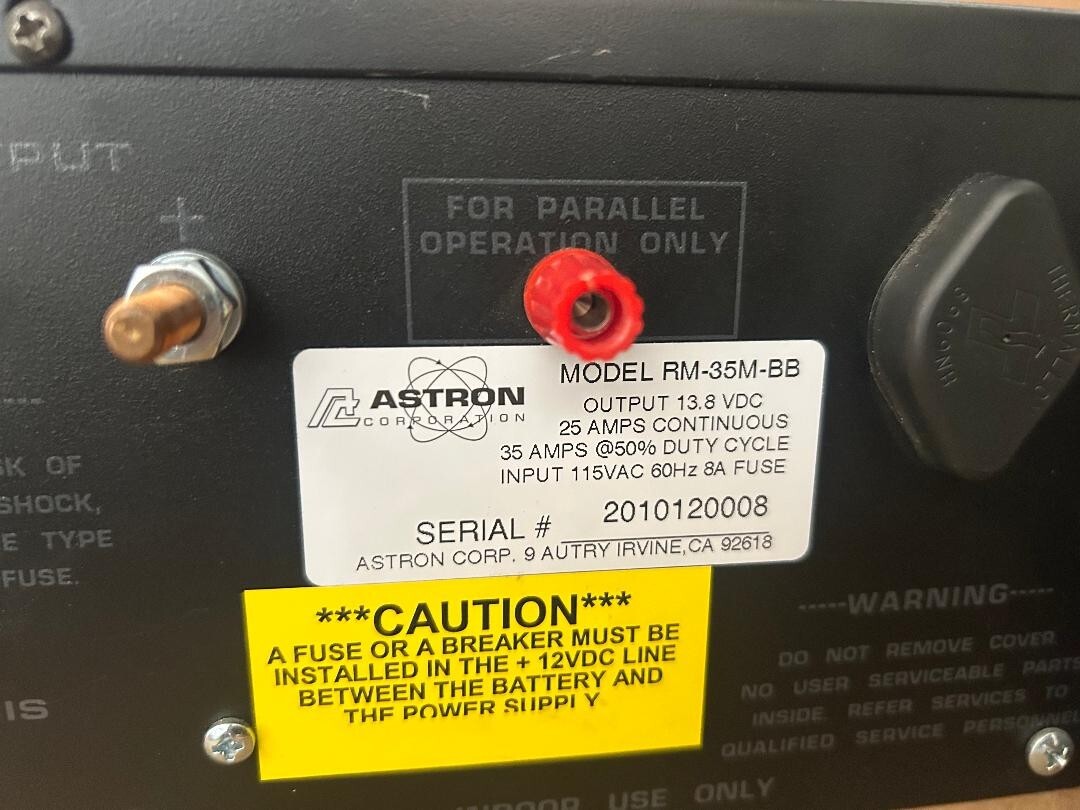 PUT
+
FOR PARALLEL
OPERATION ONLY
ASTRON
CORPORATION
MODEL RM-35M-BB
OUTPUT 13.8 VDC
25 AMPS CONTINUOUS
35 AMPS @50% DUTY CYCLE
INPUT 115VAC 60Hz 8A FUSE
SERIAL # 2010120008
ASTRON CORP. 9 AUTRY IRVINE, CA 92618
SK OF
SHOCK,
E TYPE
FUSE.
IS
***CAUTION***
A FUSE OR A BREAKER MUST BE
INSTALLED IN THE + 12VDC LINE
BETWEEN THE BATTERY AND
THE POWER SUPPLY
-----WARNING-----
DO NOT REMOVE COVER
NO USER SERVICEABLE PARTS
INSIDE. REFER SERVICES TO
QUALIFIED SERVICE PERSONNEL
INDOOR USE ONLY
THERMALLOY